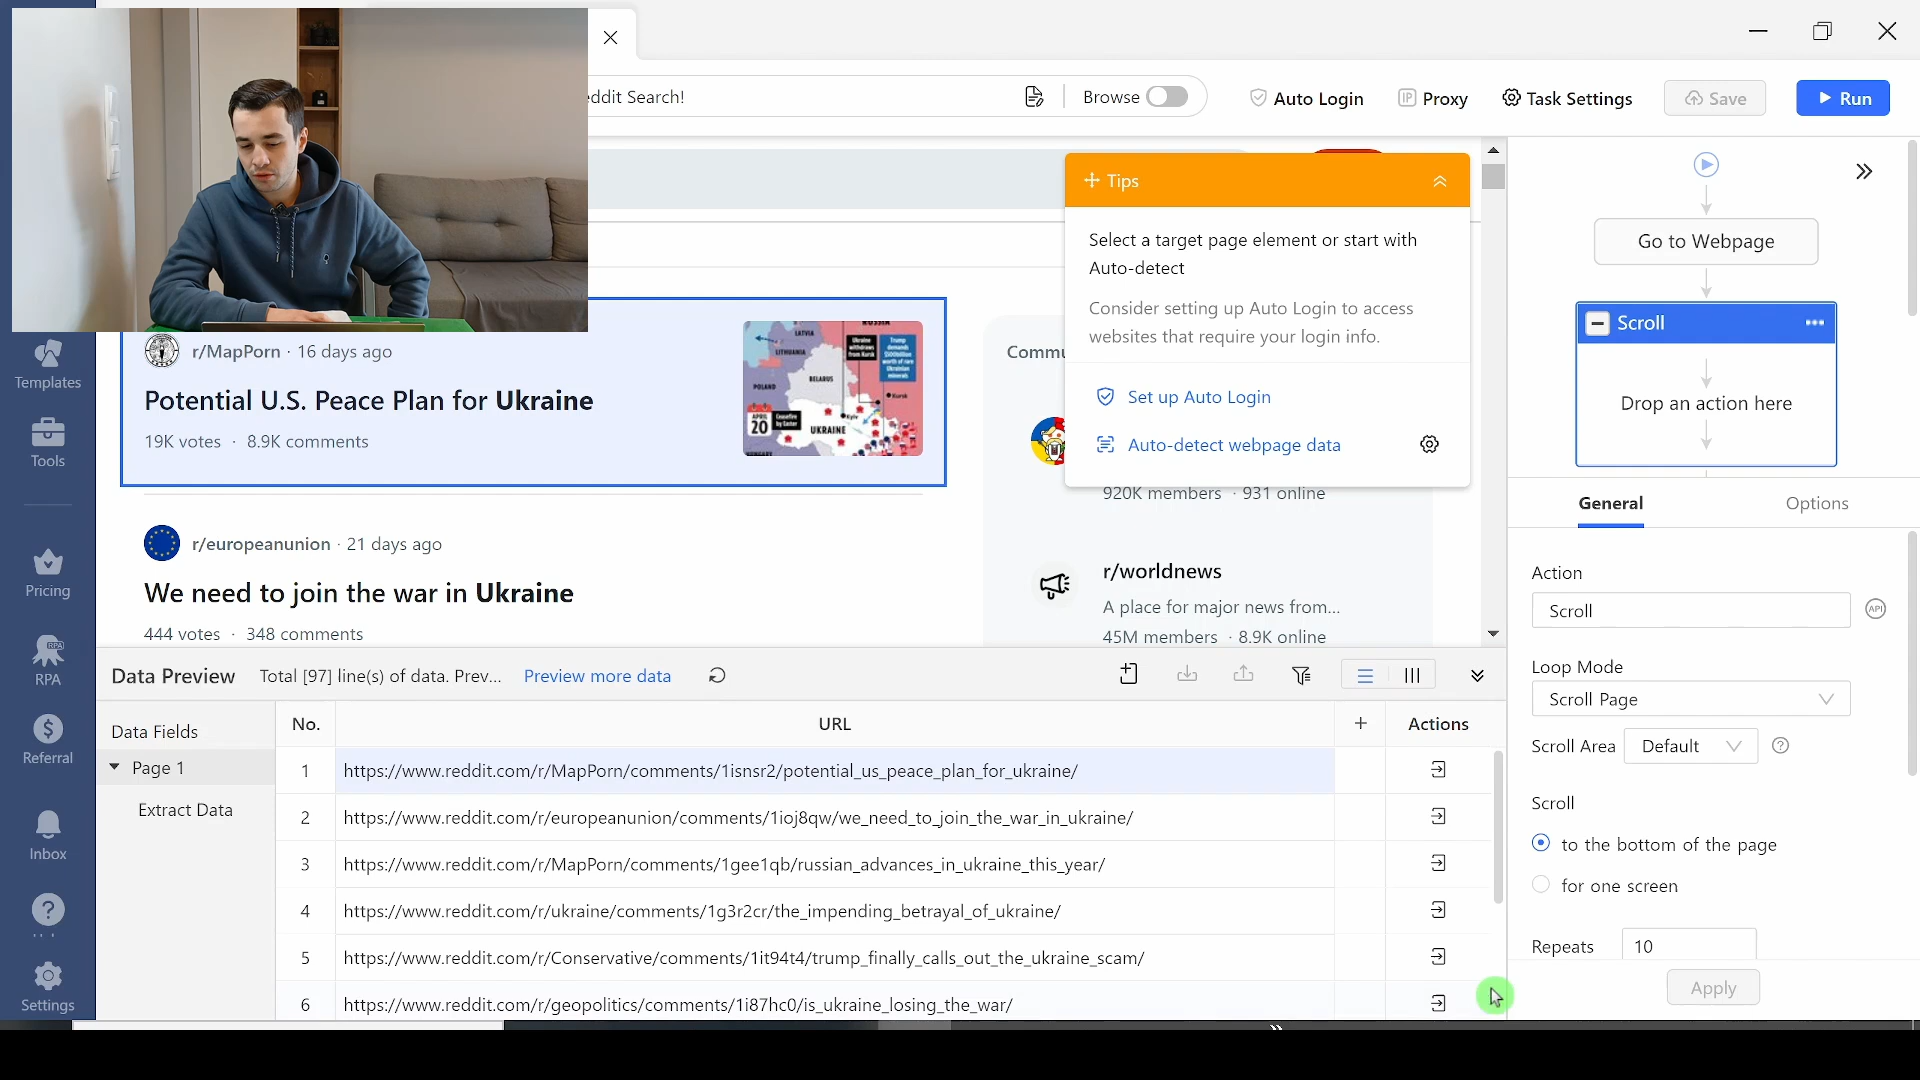 eddit Search!
Browse
Auto Login
Proxy
Task Settings
Save
Run
Templates
Tools
Pricing
RPA
Referral
Inbox
Settings
r/MapPorn · 16 days ago
Potential U.S. Peace Plan for Ukraine
19K votes · 8.9K comments
LATVIA
LITHUANIA
BELARUS
POLAND
UKRAINE
APRIL
20
r/europeanunion · 21 days ago
We need to join the war in Ukraine
444 votes · 348 comments
Commu
920K members · 931 online
r/worldnews
A place for major news from...
45M members · 8.9K online
Tips
Select a target page element or start with
Auto-detect
Consider setting up Auto Login to access
websites that require your login info.
Set up Auto Login
Auto-detect webpage data
Go to Webpage
Scroll
Drop an action here
General
Options
Action
Scroll
API
Loop Mode
Scroll Page
Scroll Area Default
Scroll
to the bottom of the page
for one screen
Repeats 10
Apply
Data Preview Total [97] line(s) of data. Prev... Preview more data
Data Fields
Page 1
Extract Data
No. URL + Actions
1 https://www.reddit.com/r/MapPorn/comments/1isnsr2/potential_us_peace_plan_for_ukraine/
2 https://www.reddit.com/r/europeanunion/comments/1ioj8qw/we_need_to_join_the_war_in_ukraine/
3 https://www.reddit.com/r/MapPorn/comments/1gee1qb/russian_advances_in_ukraine_this_year/
4 https://www.reddit.com/r/ukraine/comments/1g3r2cr/the_impending_betrayal_of_ukraine/
5 https://www.reddit.com/r/Conservative/comments/1it94t4/trump_finally_calls_out_the_ukraine_scam/
6 https://www.reddit.com/r/geopolitics/comments/1i87hc0/is_ukraine_losing_the_war/